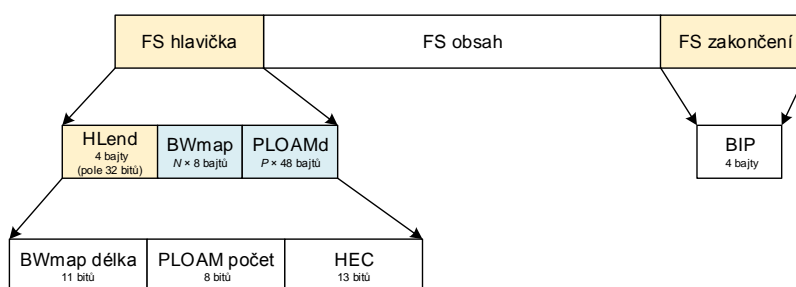 FS hlavička
FS obsah
FS zakončení
HLend
4 bajty
(pole 32 bitů)
BWmap
N × 8 bajtů
PLOAMd
P × 48 bajtů
BIP
4 bajty
BWmap délka
11 bitů
PLOAM počet
8 bitů
HEC
13 bitů